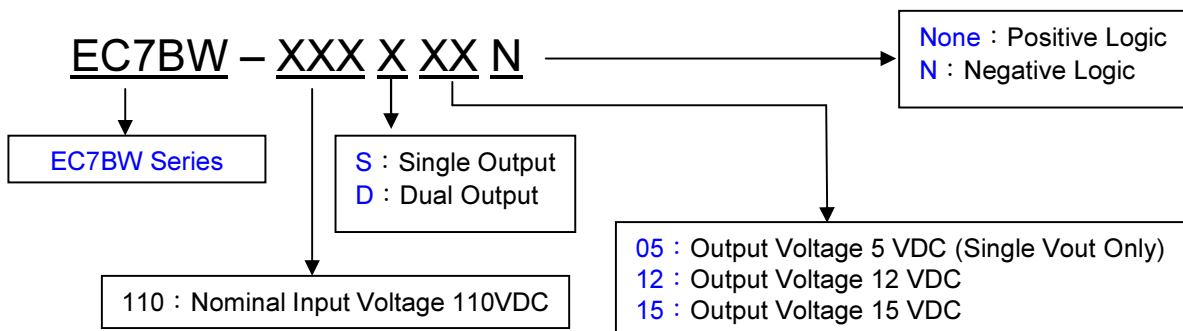 EC7BW – XXX X XX N
None：Positive Logic
N：Negative Logic
EC7BW Series
S：Single Output
D：Dual Output
110：Nominal Input Voltage 110VDC
05：Output Voltage 5 VDC (Single Vout Only)
12：Output Voltage 12 VDC
15：Output Voltage 15 VDC